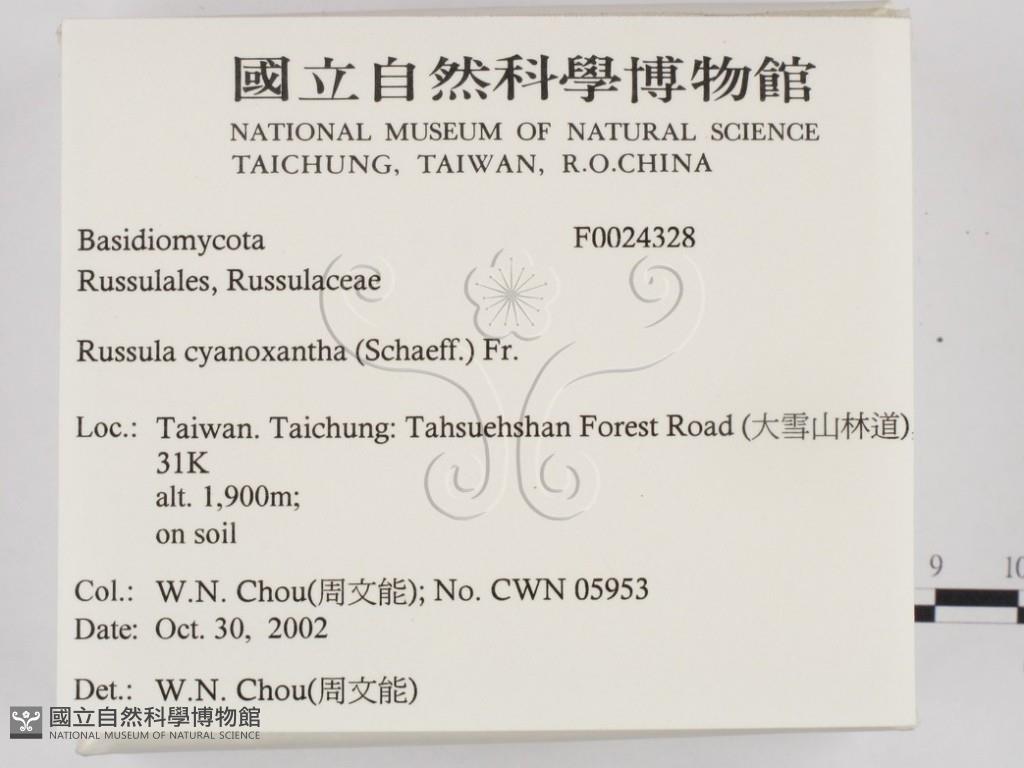 國立自然科學博物館
NATIONAL MUSEUM OF NATURAL SCIENCE
TAICHUNG, TAIWAN, R.O.CHINA
Basidiomycota F0024328
Russulales, Russulaceae
Russula cyanoxantha (Schaeff.) Fr.
Loc.: Taiwan. Taichung: Tahsuehshan Forest Road (大雪山林道),
31K
alt. 1,900m;
on soil
Col.: W.N. Chou(周文能); No. CWN 05953
Date: Oct. 30, 2002
Det.: W.N. Chou(周文能)
9 10
國立自然科學博物館
NATIONAL MUSEUM OF NATURAL SCIENCE